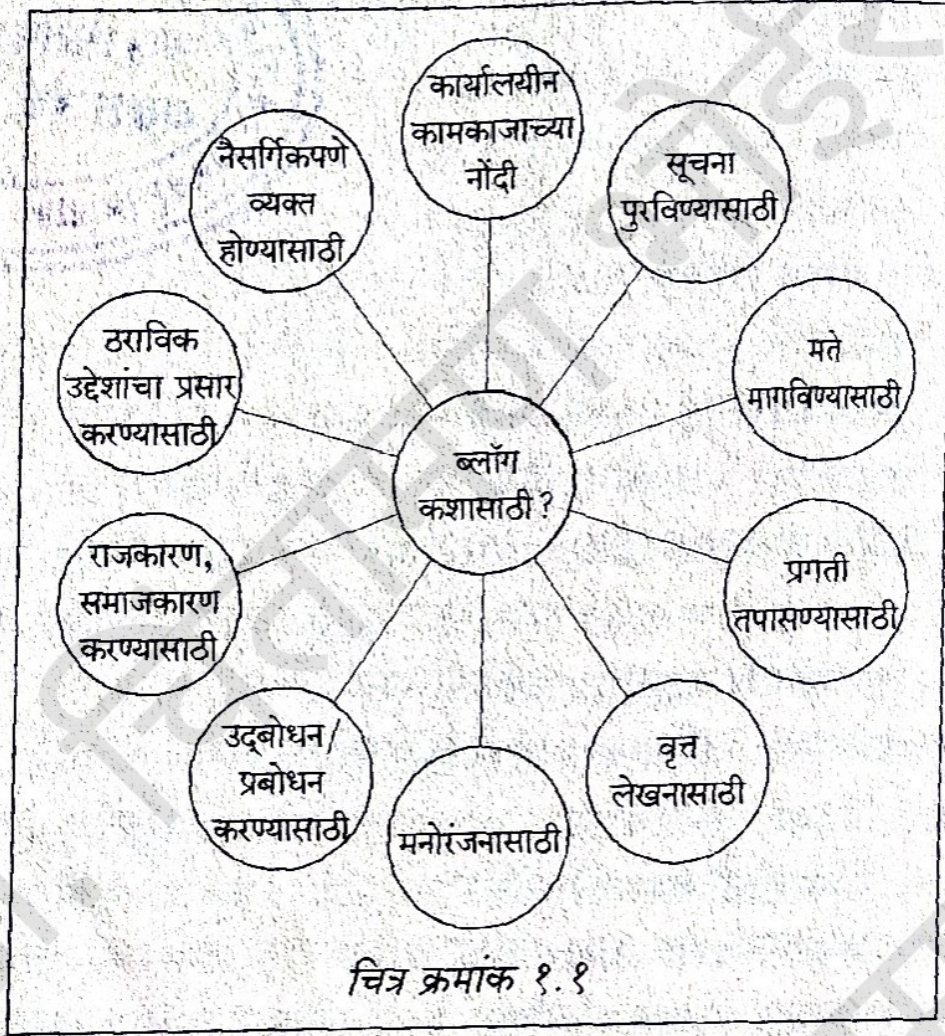 कार्यालयीन
कामकाजाच्या
नोंदी
सूचना
पुरविण्यासाठी
मते
मागविण्यासाठी
प्रगती
तपासण्यासाठी
वृत्त
लेखनासाठी
मनोरंजनासाठी
उद्‌बोधन/
प्रबोधन
करण्यासाठी
राजकारण,
समाजकारण
करण्यासाठी
ठराविक
उद्देशांचा प्रसार
करण्यासाठी
नैसर्गिकपणे
व्यक्त
होण्यासाठी
ब्लॉग
कशासाठी?
चित्र क्रमांक १.१